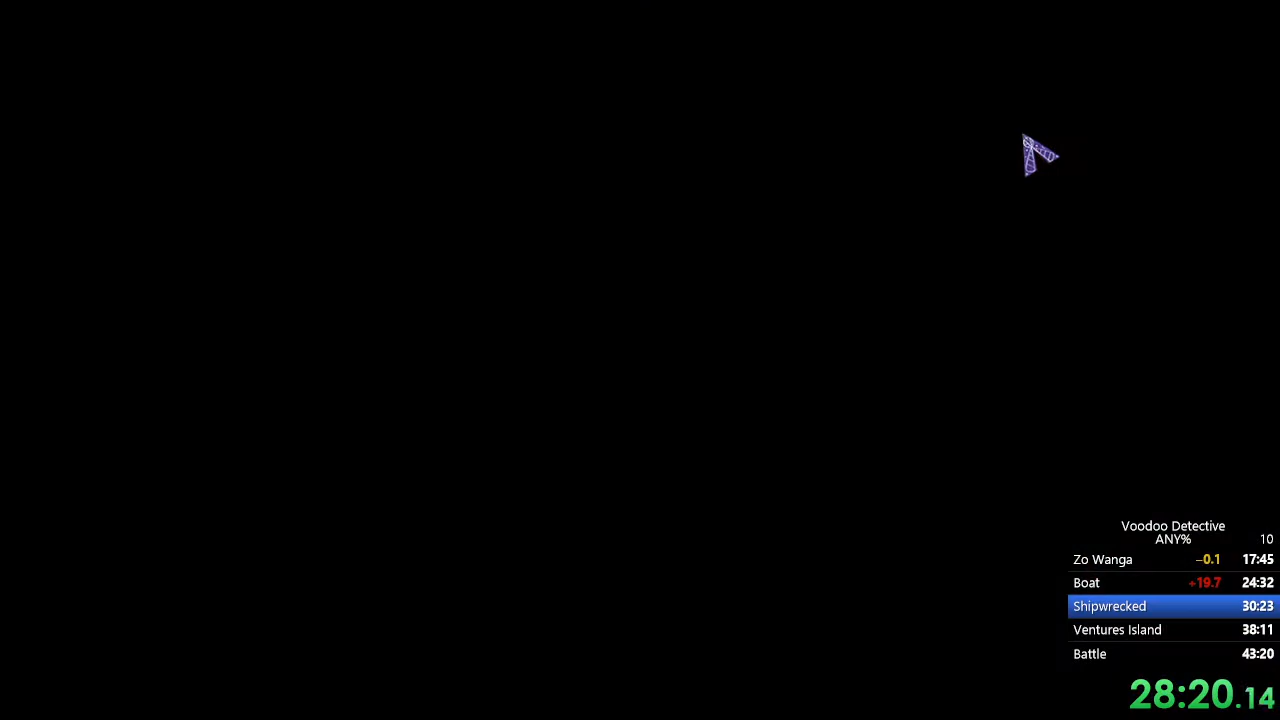 Voodoo Detective
ANY% 10
Zo Wanga −0.1 17:45
Boat +19.7 24:32
Shipwrecked 30:23
Ventures Island 38:11
Battle 43:20
28:20.14